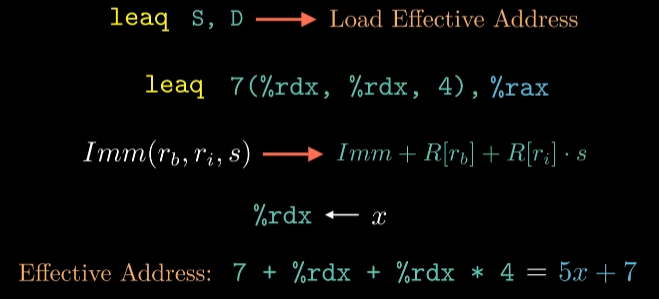 leaq S, D ⟶ Load Effective Address
leaq 7(%rdx, %rdx, 4), %rax
Imm(r_b, r_i, s) ⟶ Imm + R[r_b] + R[r_i] · s
%rdx ⟵ x
Effective Address: 7 + %rdx + %rdx * 4 = 5x + 7